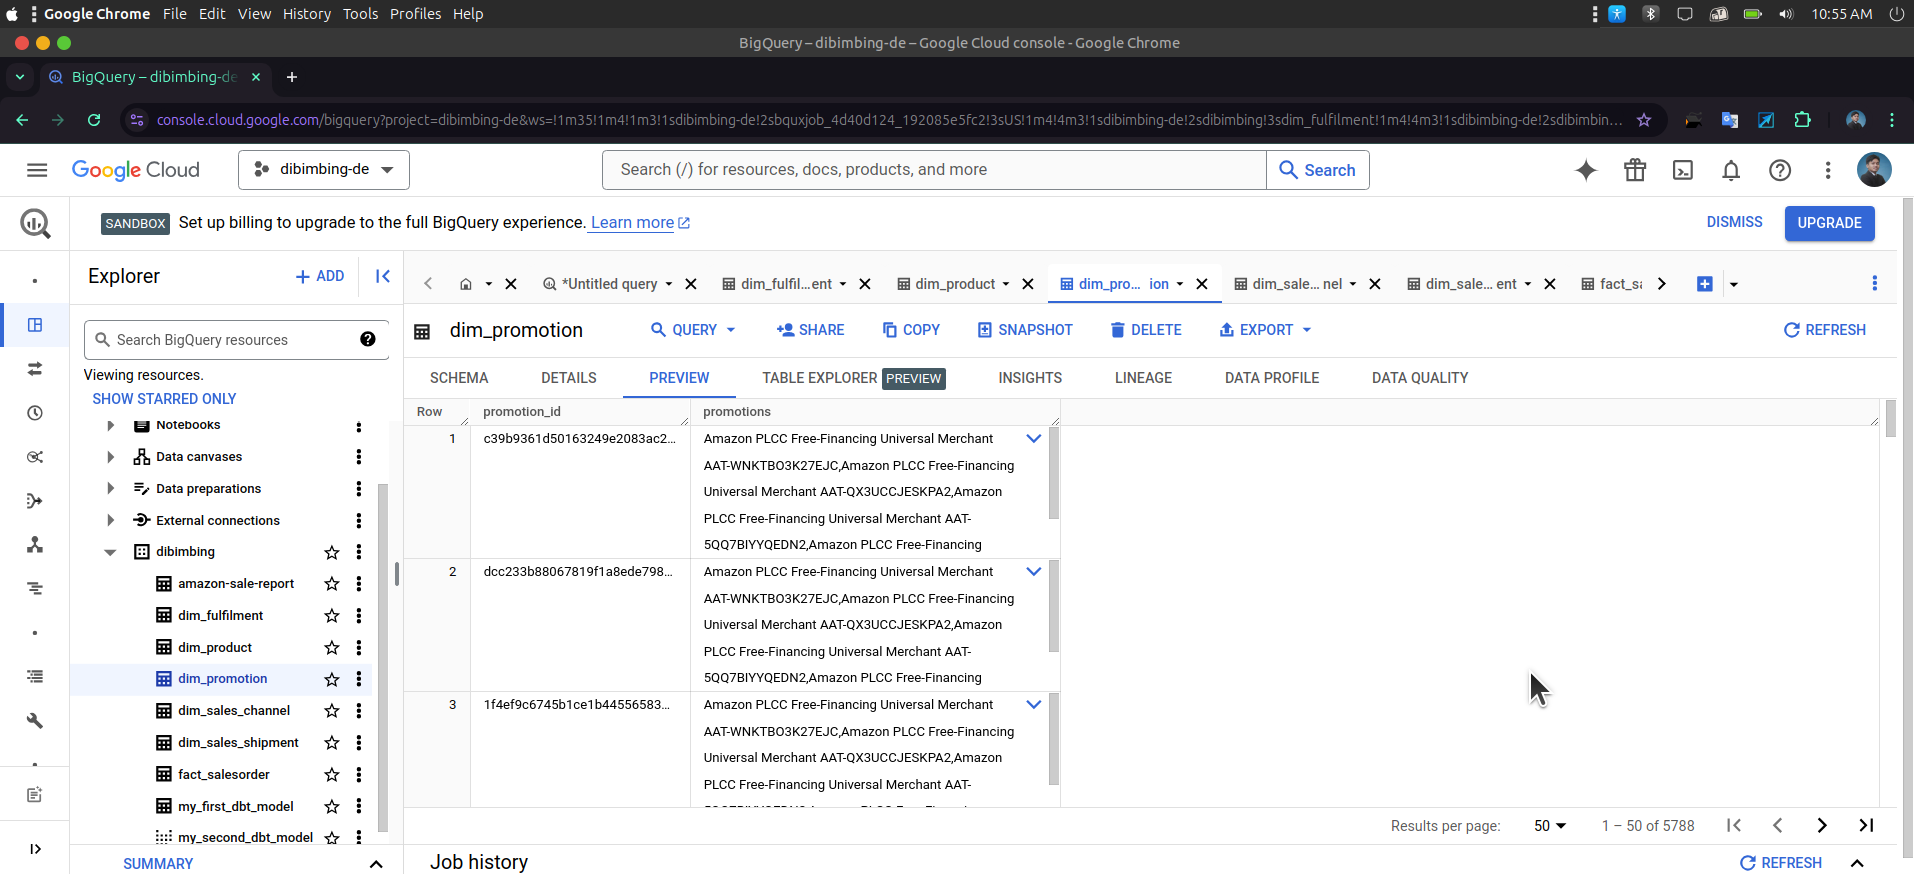 Google Chrome File Edit View History Tools Profiles Help 10:55 AM
BigQuery – dibimbing-de – Google Cloud console - Google Chrome
BigQuery – dibimbing-de
console.cloud.google.com/bigquery?project=dibimbing-de&ws=!1m35!1m4!1m3!1sdibimbing-de!2sbquxjob_4d40d124_192085e5fc2!3sUS!1m4!4m3!1sdibimbing-de!2sdibimbing!3sdim_fulfilment!1m4!4m3!1sdibimbing-de!2sdibimbin...
Google Cloud dibimbing-de Search (/) for resources, docs, products, and more Search
SANDBOX Set up billing to upgrade to the full BigQuery experience. Learn more DISMISS UPGRADE
Explorer + ADD
*Untitled query dim_fulfil...ent dim_product dim_pro... ion dim_sale... nel dim_sale... ent fact_sa
dim_promotion QUERY SHARE COPY SNAPSHOT DELETE EXPORT REFRESH
Search BigQuery resources
Viewing resources.
SHOW STARRED ONLY
Notebooks
Data canvases
Data preparations
External connections
dibimbing
amazon-sale-report
dim_fulfilment
dim_product
dim_promotion
dim_sales_channel
dim_sales_shipment
fact_salesorder
my_first_dbt_model
my_second_dbt_model
SUMMARY
SCHEMA DETAILS PREVIEW TABLE EXPLORER PREVIEW INSIGHTS LINEAGE DATA PROFILE DATA QUALITY
Row promotion_id promotions
1 c39b9361d50163249e2083ac2... Amazon PLCC Free-Financing Universal Merchant
AAT-WNKTBO3K27EJC,Amazon PLCC Free-Financing
Universal Merchant AAT-QX3UCCJESKPA2,Amazon
PLCC Free-Financing Universal Merchant AAT-
5QQ7BIYYQEDN2,Amazon PLCC Free-Financing
2 dcc233b88067819f1a8ede798... Amazon PLCC Free-Financing Universal Merchant
AAT-WNKTBO3K27EJC,Amazon PLCC Free-Financing
Universal Merchant AAT-QX3UCCJESKPA2,Amazon
PLCC Free-Financing Universal Merchant AAT-
5QQ7BIYYQEDN2,Amazon PLCC Free-Financing
3 1f4ef9c6745b1ce1b44556583... Amazon PLCC Free-Financing Universal Merchant
AAT-WNKTBO3K27EJC,Amazon PLCC Free-Financing
Universal Merchant AAT-QX3UCCJESKPA2,Amazon
PLCC Free-Financing Universal Merchant AAT-
Results per page: 50 1 – 50 of 5788
Job history REFRESH